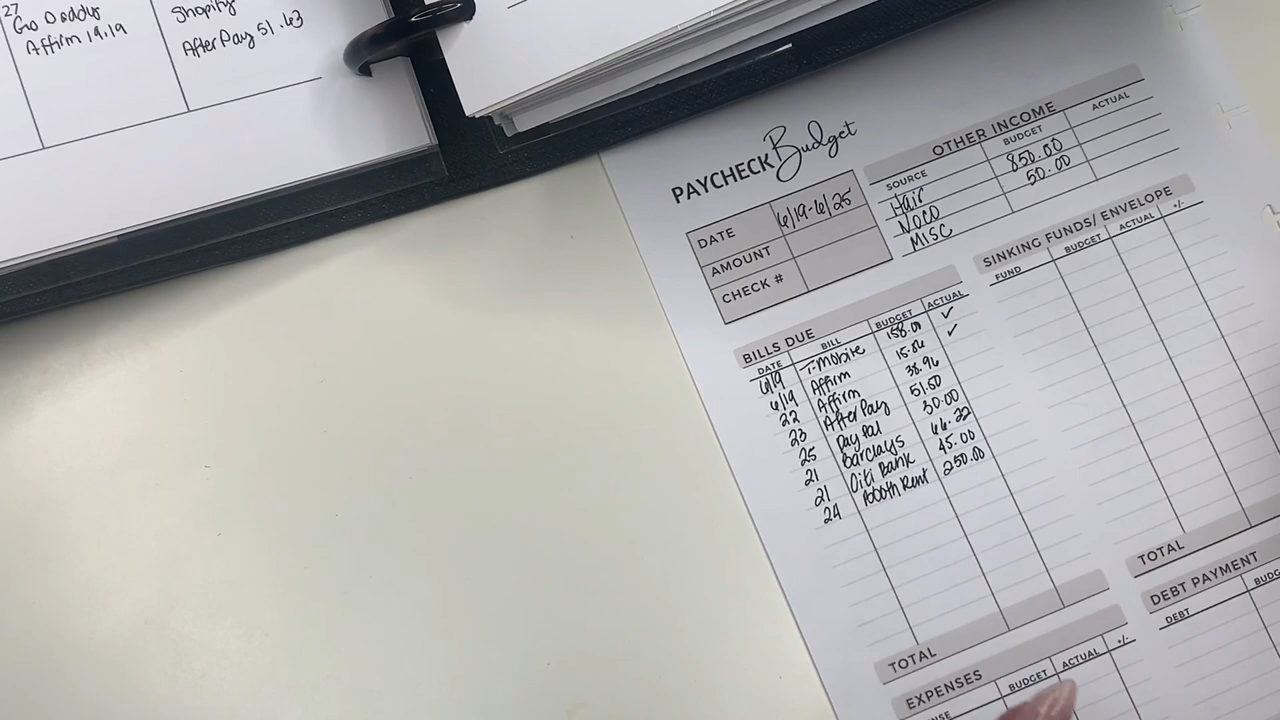 27
Go Daddy
Affirm 19.19
Shopify
AfterPay 51.63
PAYCHECK Budget
DATE 6/19-6/25
AMOUNT
CHECK #
OTHER INCOME
SOURCE BUDGET ACTUAL
Hair 850.00
NOCO 50.00
MISC
BILLS DUE
DATE BILL BUDGET ACTUAL
6/19 T-Mobile 158.00 ✓
6/19 Affirm 15.06 ✓
22 Affirm 38.96
23 AfterPay 51.50
25 PayPal 30.00
21 Barclays 66.22
21 Citi Bank 45.00
24 Booth Rent 250.00
TOTAL
SINKING FUNDS/ ENVELOPE
FUND BUDGET ACTUAL +/-
TOTAL
EXPENSES
BUDGET ACTUAL +/-
DEBT PAYMENT
DEBT